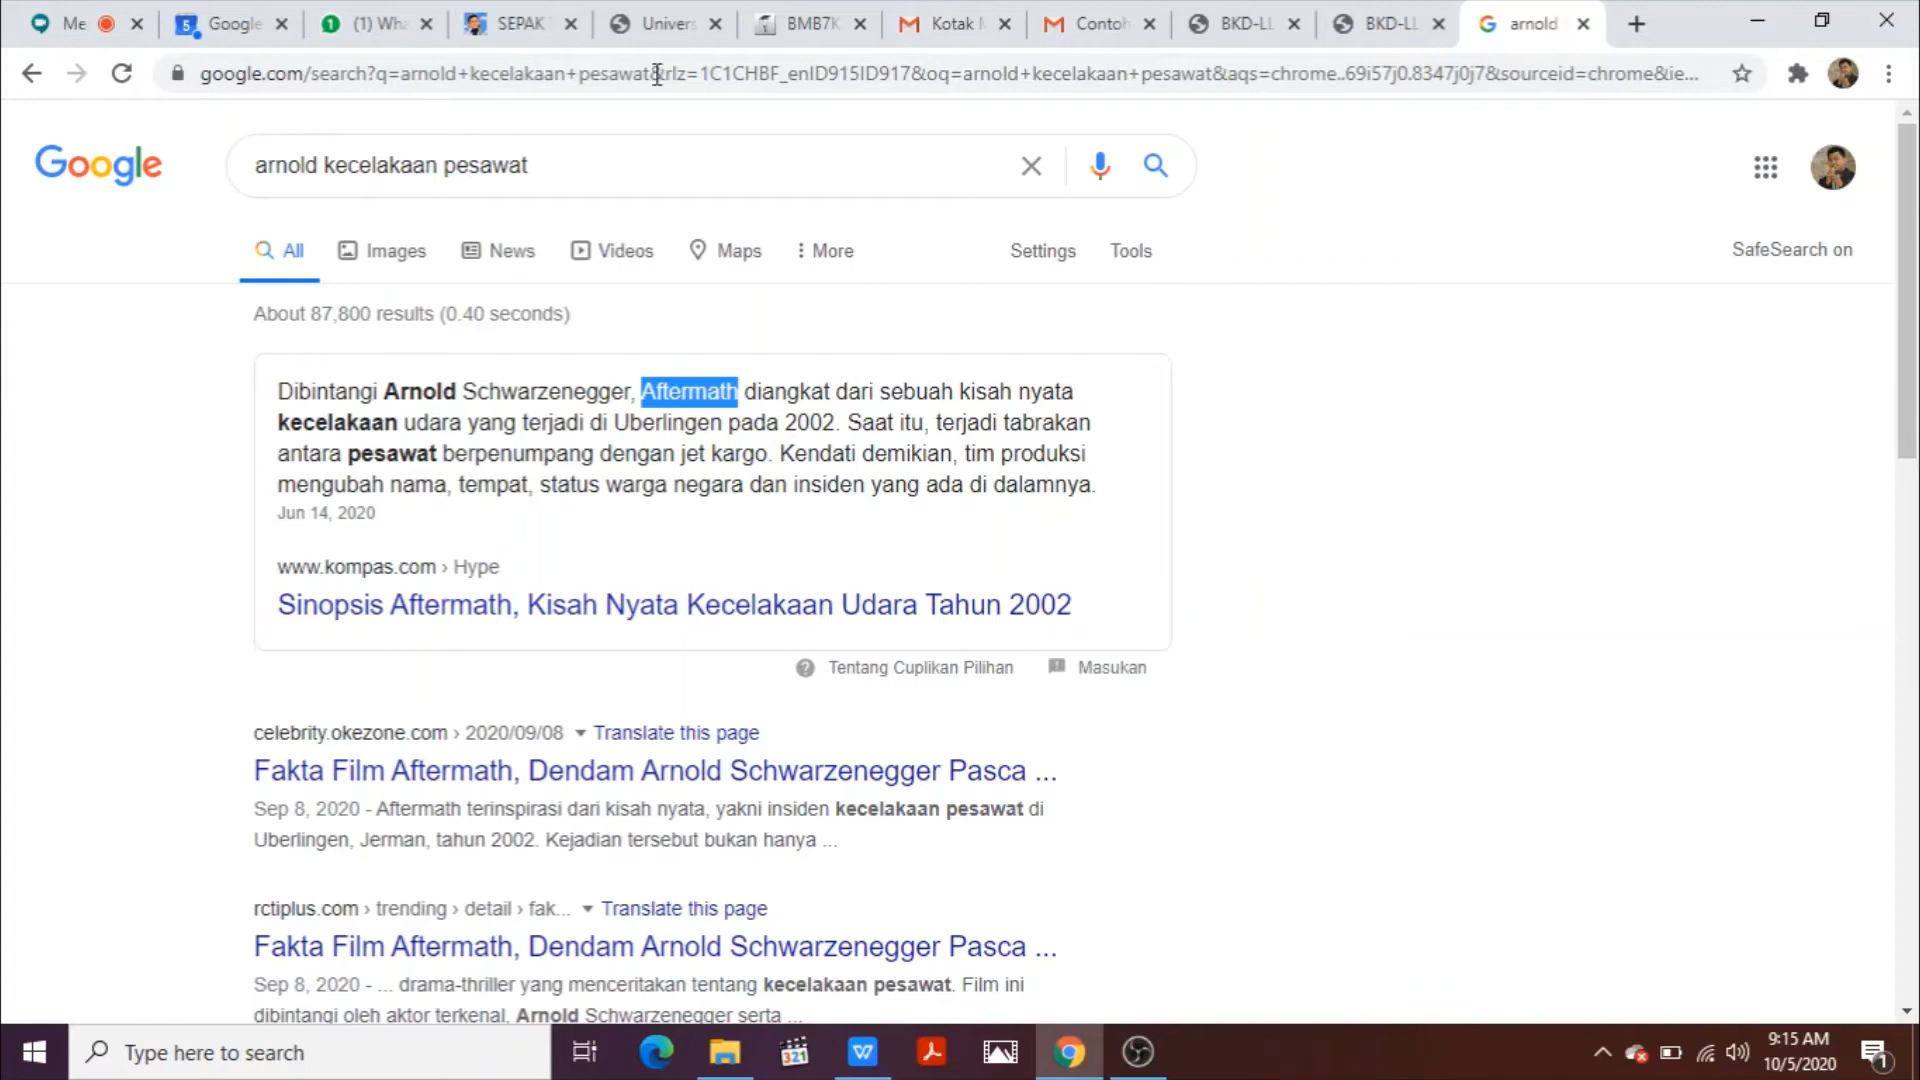 Me
Google
(1) Wha
SEPAK
Univers
BMB7K
Kotak
Contoh
BKD-LL
BKD-LL
arnold
google.com/search?q=arnold+kecelakaan+pesawat&rlz=1C1CHBF_enID915ID917&oq=arnold+kecelakaan+pesawat&aqs=chrome..69i57j0.8347j0j7&sourceid=chrome&ie...
Google
arnold kecelakaan pesawat
All
Images
News
Videos
Maps
More
Settings
Tools
SafeSearch on
About 87,800 results (0.40 seconds)
Dibintangi Arnold Schwarzenegger, Aftermath diangkat dari sebuah kisah nyata
kecelakaan udara yang terjadi di Uberlingen pada 2002. Saat itu, terjadi tabrakan
antara pesawat berpenumpang dengan jet kargo. Kendati demikian, tim produksi
mengubah nama, tempat, status warga negara dan insiden yang ada di dalamnya.
Jun 14, 2020
www.kompas.com › Hype
Sinopsis Aftermath, Kisah Nyata Kecelakaan Udara Tahun 2002
Tentang Cuplikan Pilihan
Masukan
celebrity.okezone.com › 2020/09/08 Translate this page
Fakta Film Aftermath, Dendam Arnold Schwarzenegger Pasca ...
Sep 8, 2020 - Aftermath terinspirasi dari kisah nyata, yakni insiden kecelakaan pesawat di
Uberlingen, Jerman, tahun 2002. Kejadian tersebut bukan hanya ...
rctiplus.com › trending › detail › fak... Translate this page
Fakta Film Aftermath, Dendam Arnold Schwarzenegger Pasca ...
Sep 8, 2020 - ... drama-thriller yang menceritakan tentang kecelakaan pesawat. Film ini
dibintangi oleh aktor terkenal, Arnold Schwarzenegger serta ...
Type here to search
321
9:15 AM
10/5/2020
1